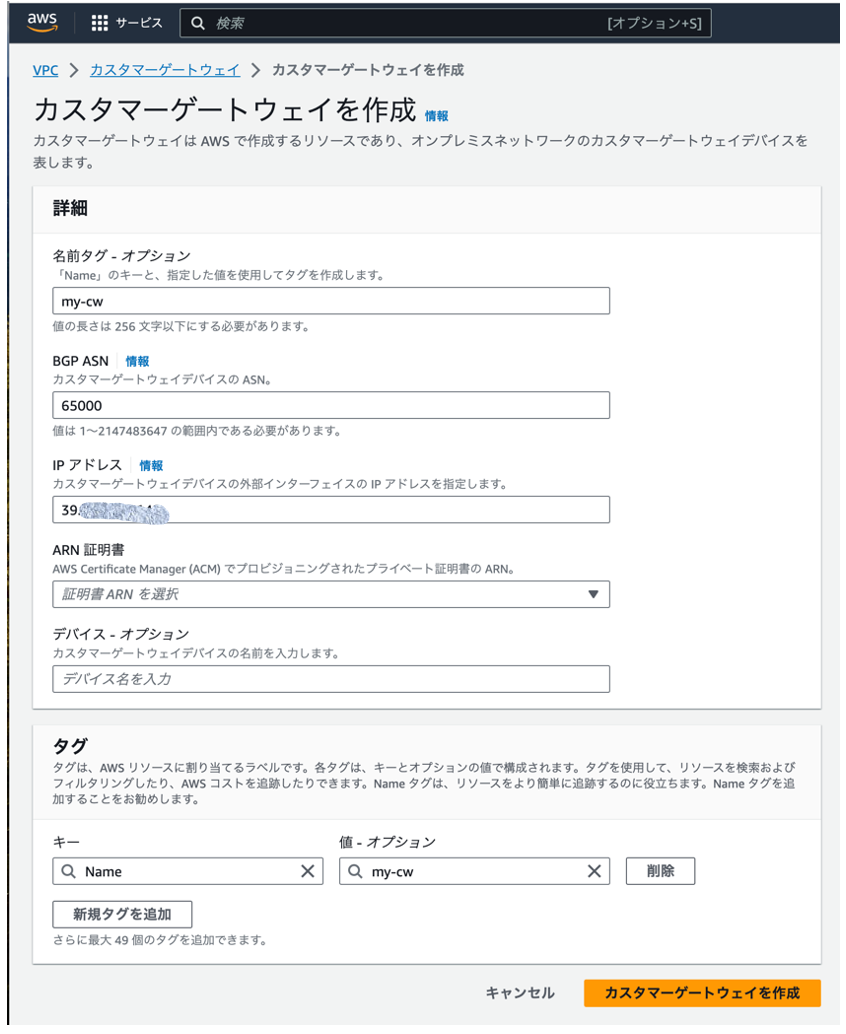 aws
サービス
検索
[オプション+S]
VPC > カスタマーゲートウェイ > カスタマーゲートウェイを作成
カスタマーゲートウェイを作成 情報
カスタマーゲートウェイは AWS で作成するリソースであり、オンプレミスネットワークのカスタマーゲートウェイデバイスを
表します。
詳細
名前タグ - オプション
「Name」のキーと、指定した値を使用してタグを作成します。
my-cw
値の長さは 256 文字以下にする必要があります。
BGP ASN 情報
カスタマーゲートウェイデバイスの ASN。
65000
値は 1~2147483647 の範囲内である必要があります。
IP アドレス 情報
カスタマーゲートウェイデバイスの外部インターフェイスの IP アドレスを指定します。
39.
ARN 証明書
AWS Certificate Manager (ACM) でプロビジョニングされたプライベート証明書の ARN。
証明書 ARN を選択
デバイス - オプション
カスタマーゲートウェイデバイスの名前を入力します。
デバイス名を入力
タグ
タグは、AWS リソースに割り当てるラベルです。各タグは、キーとオプションの値で構成されます。タグを使用して、リソースを検索および
フィルタリングしたり、AWS コストを追跡したりできます。Name タグは、リソースをより簡単に追跡するのに役立ちます。Name タグを追
加することをお勧めします。
キー
値 - オプション
Name
my-cw
削除
新規タグを追加
さらに最大 49 個のタグを追加できます。
キャンセル
カスタマーゲートウェイを作成